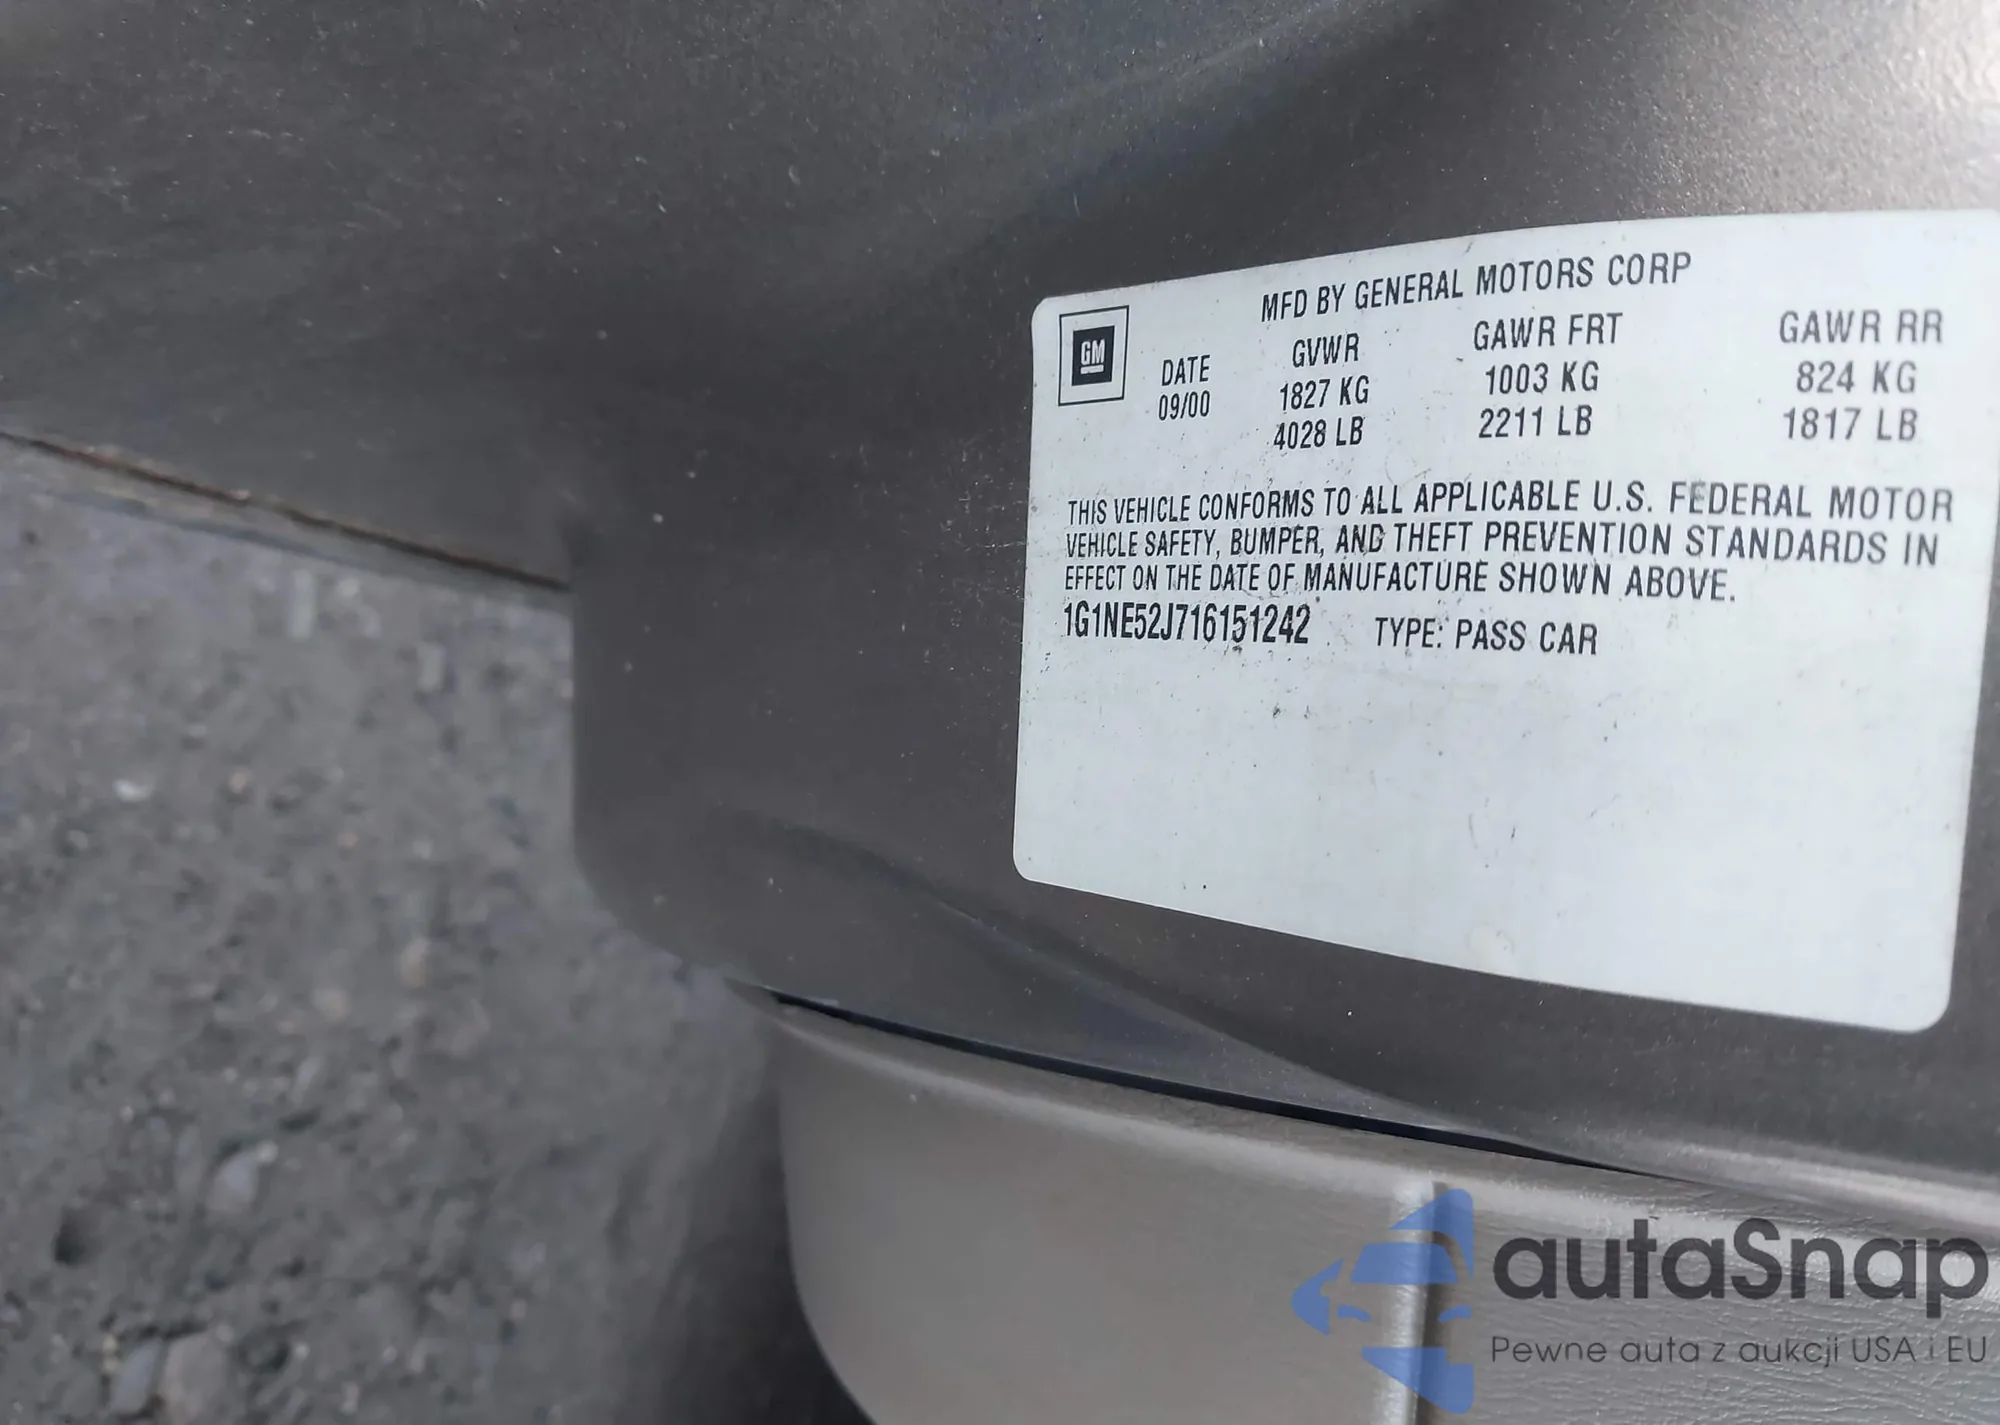 MFD BY GENERAL MOTORS CORP
GM
DATE GVWR GAWR FRT GAWR RR
09/00 1827 KG 1003 KG 824 KG
4028 LB 2211 LB 1817 LB
THIS VEHICLE CONFORMS TO ALL APPLICABLE U.S. FEDERAL MOTOR
VEHICLE SAFETY, BUMPER, AND THEFT PREVENTION STANDARDS IN
EFFECT ON THE DATE OF MANUFACTURE SHOWN ABOVE.
1G1NE52J716151242 TYPE: PASS CAR
autaSnap
Pewne auta z aukcji USA i EU